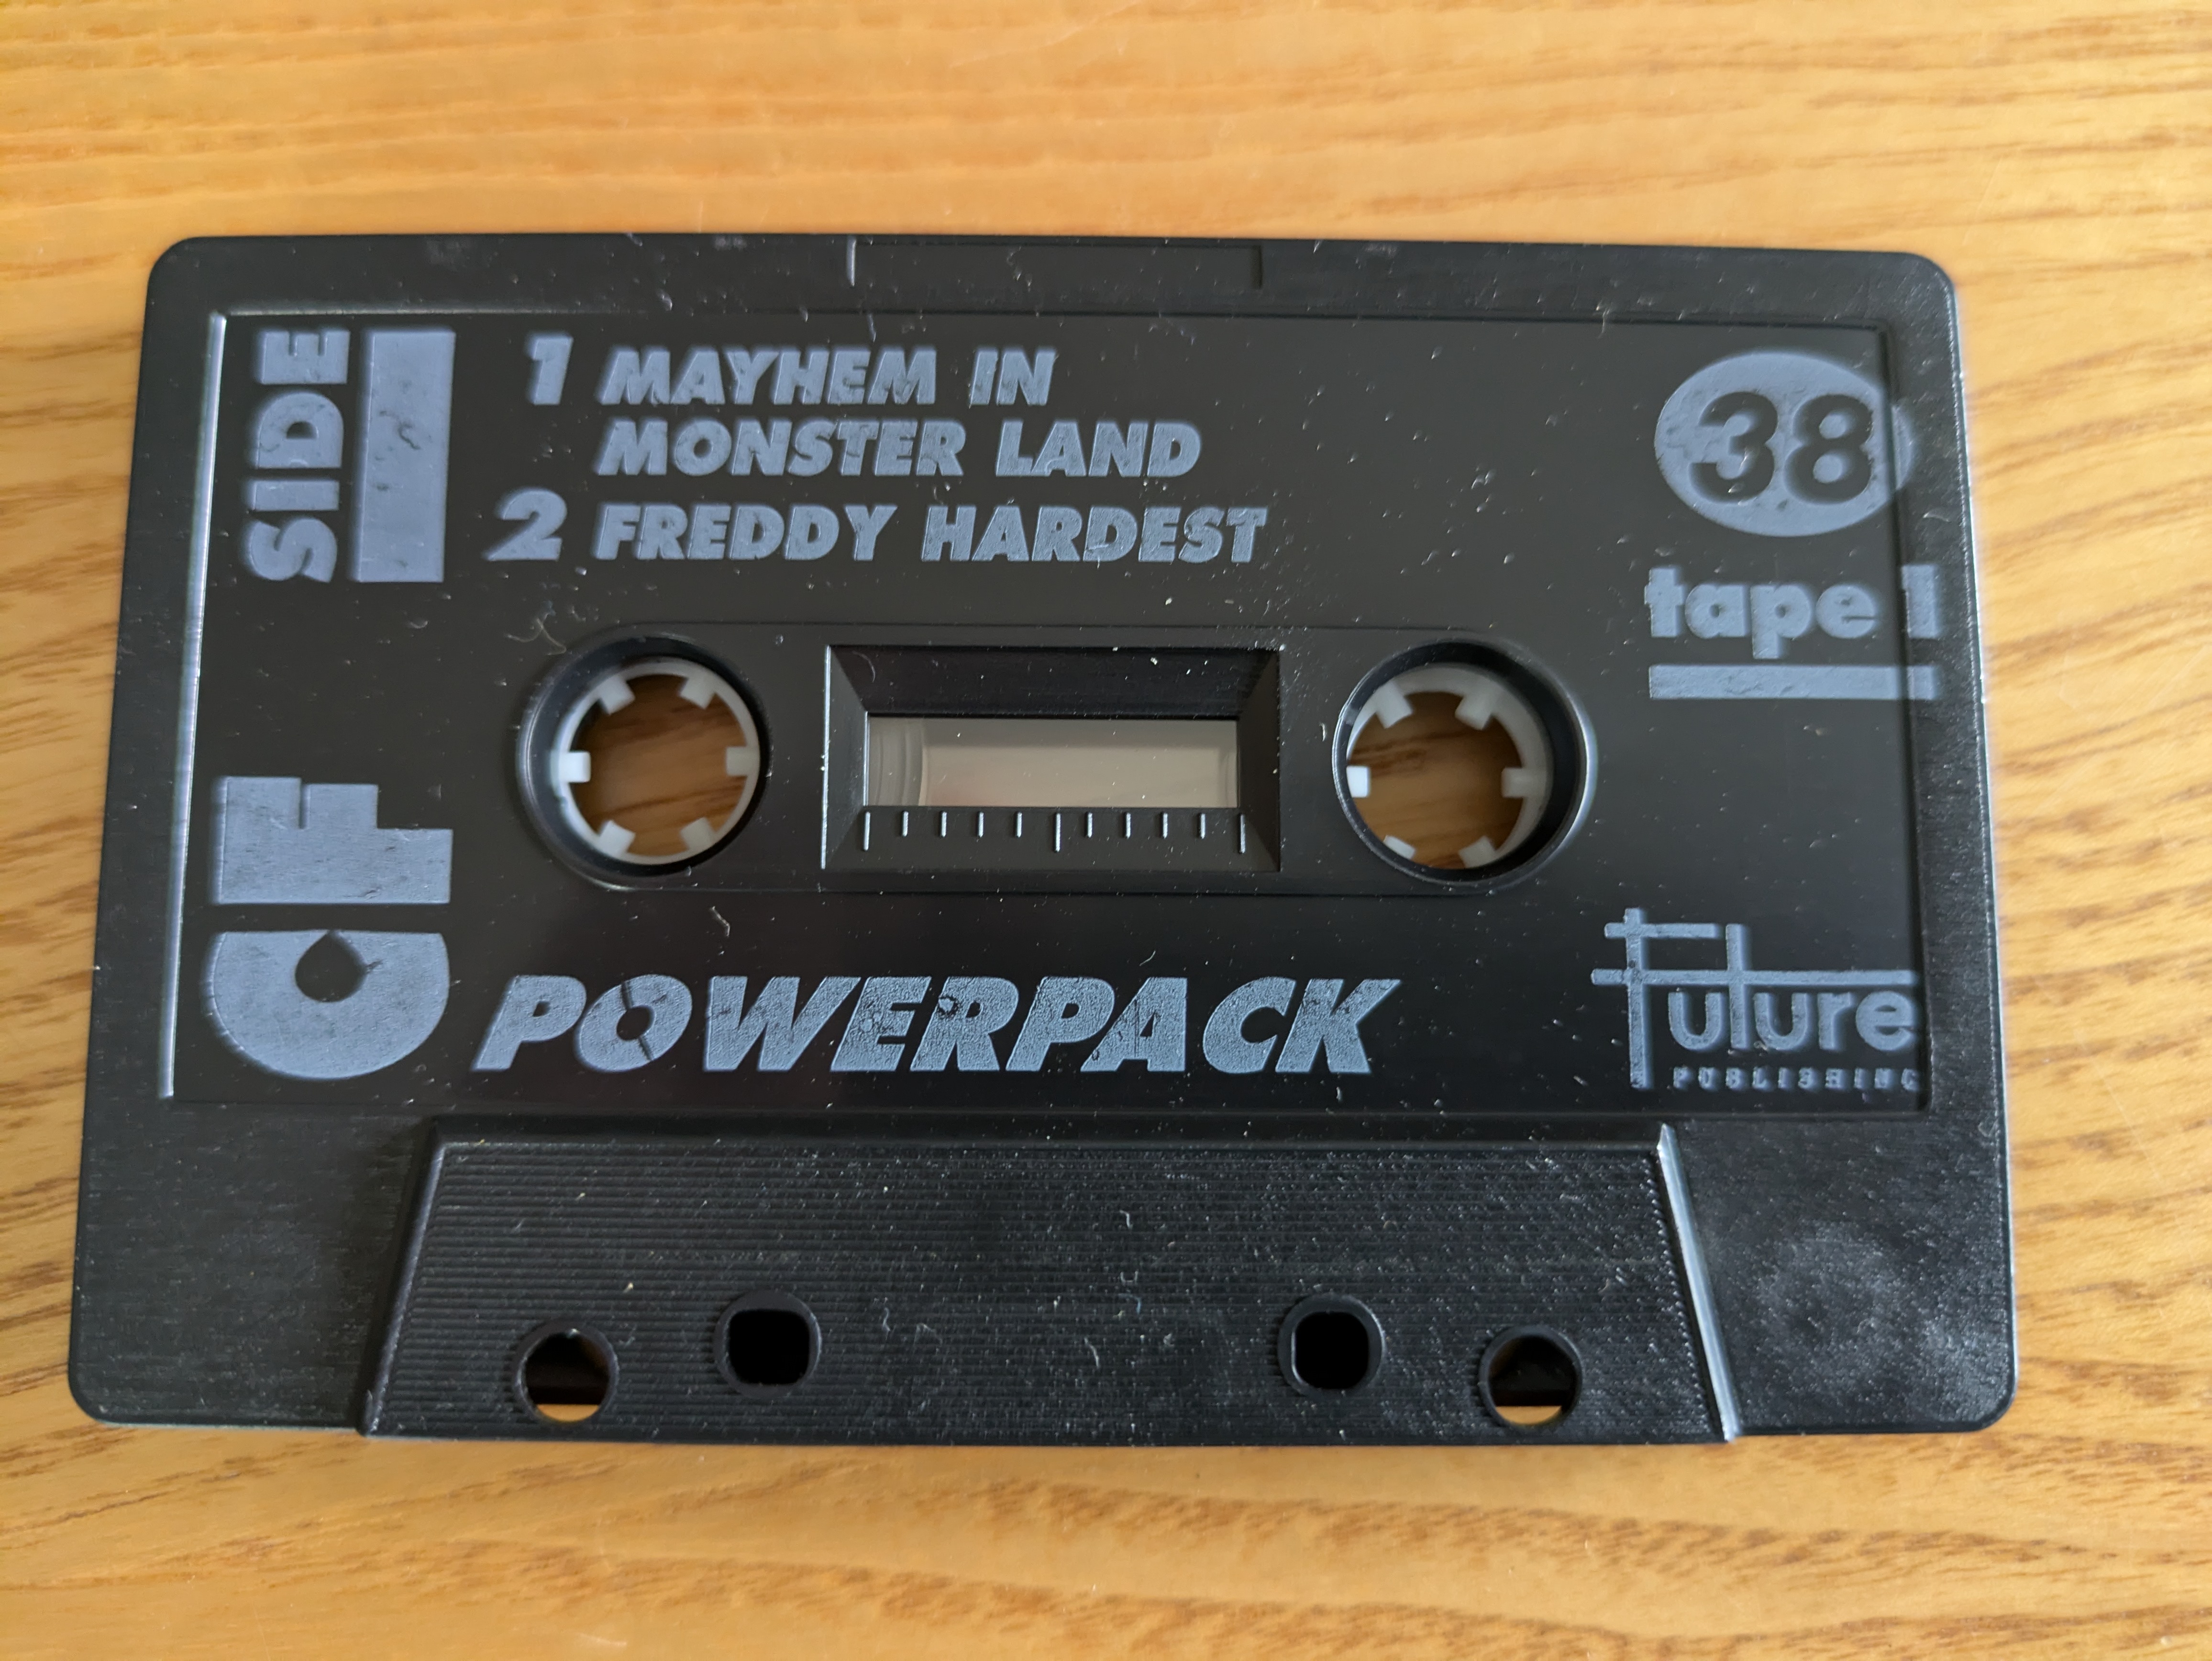 SIDE 1
1 MAYHEM IN
MONSTER LAND
2 FREDDY HARDEST
38
tape 1
CF
POWERPACK
Future
PUBLISHING